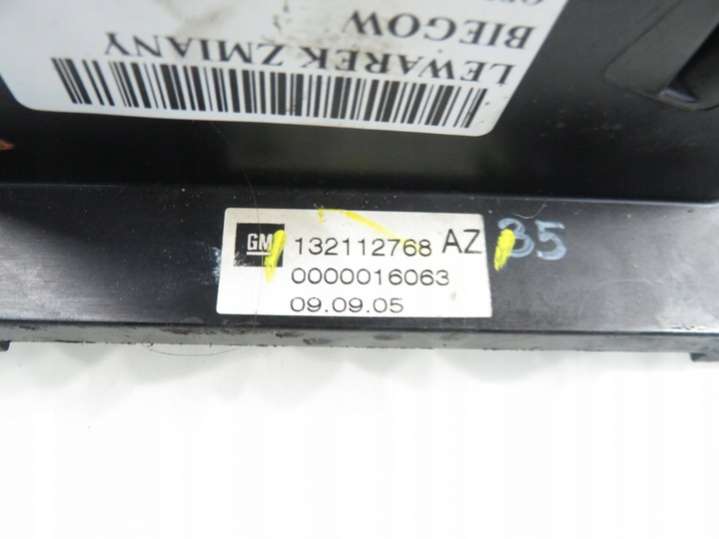 LEWAREK ZMIANY
BIEGOW
GM
132112768 AZ
0000016063
09.09.05
35